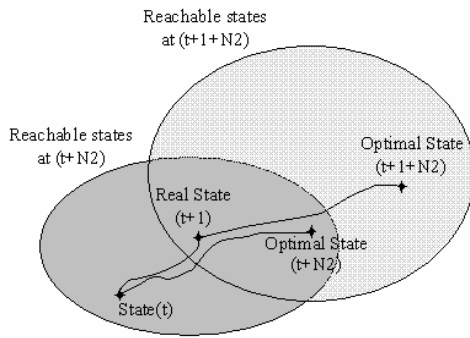 Reachable states
at (t+1+N2)
Reachable states
at (t+N2)
Optimal State
(t+1+N2)
Real State
(t+1)
Optimal State
(t+N2)
State(t)